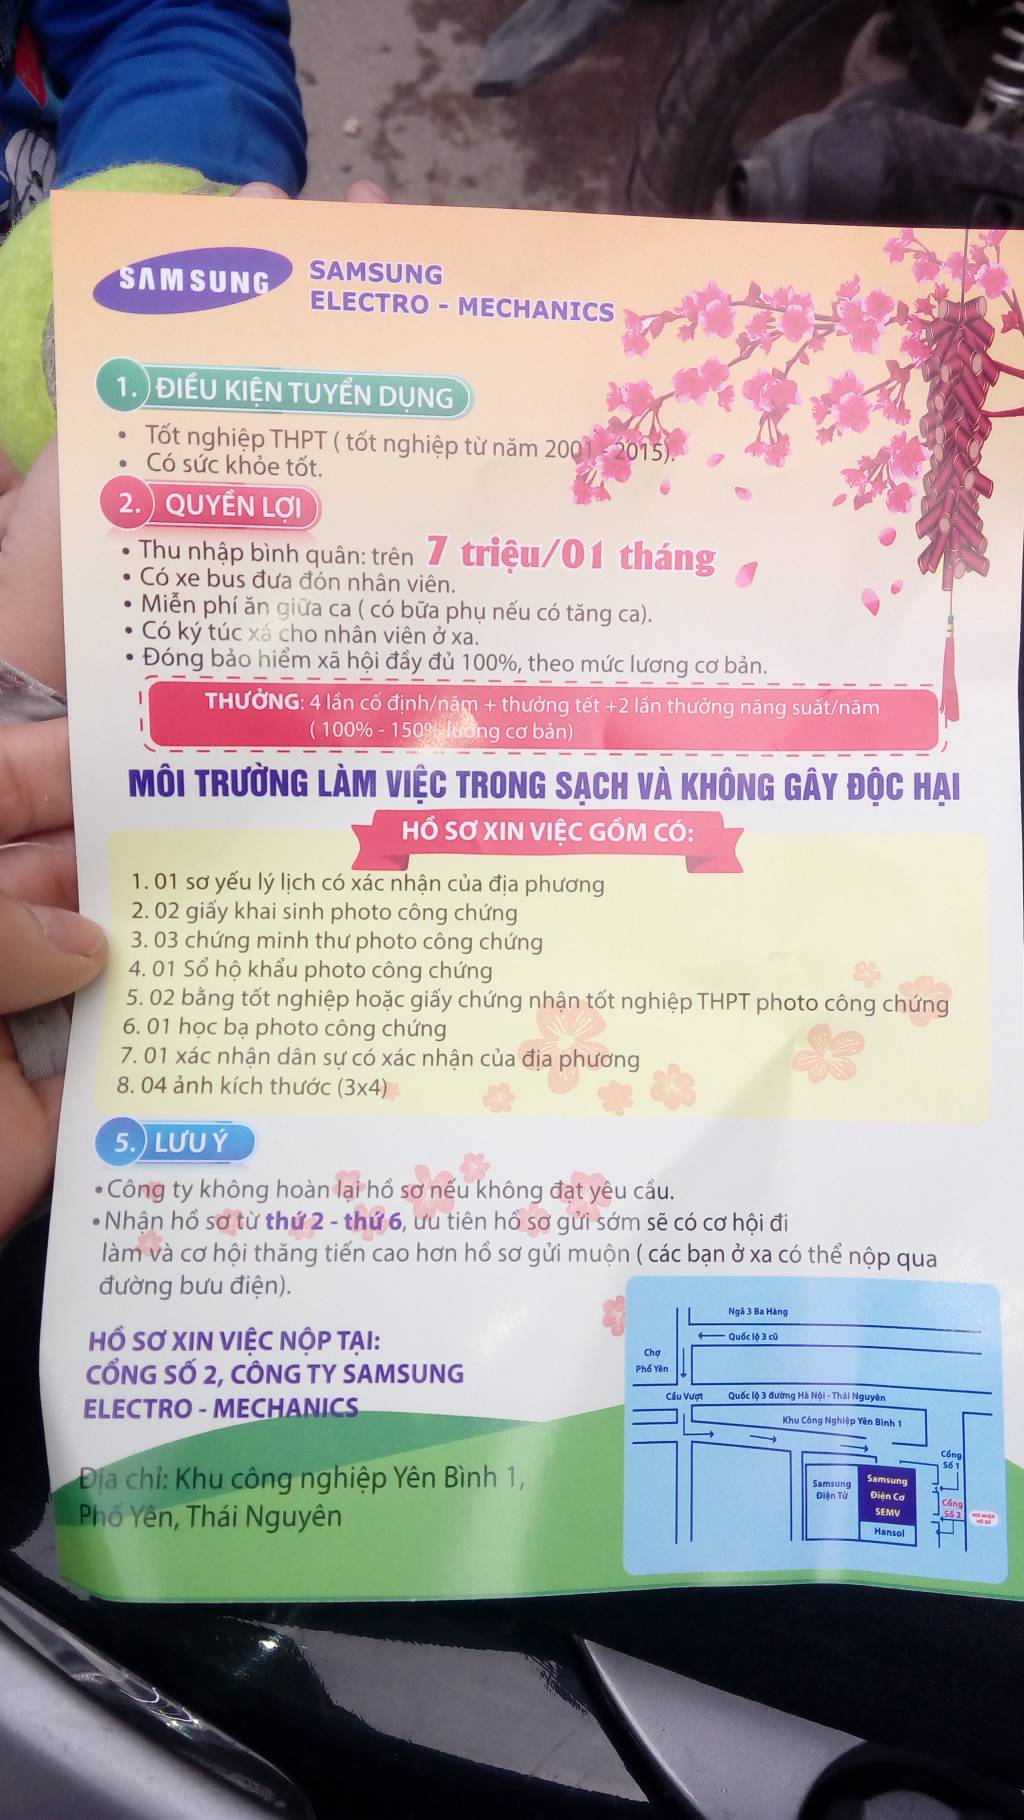 SAMSUNG
SAMSUNG
ELECTRO - MECHANICS
1. ĐIỀU KIỆN TUYỂN DỤNG
• Tốt nghiệp THPT ( tốt nghiệp từ năm 2001 - 2015).
• Có sức khỏe tốt.
2. QUYỀN LỢI
• Thu nhập bình quân: trên 7 triệu/01 tháng
• Có xe bus đưa đón nhân viên.
• Miễn phí ăn giữa ca ( có bữa phụ nếu có tăng ca).
• Có ký túc xá cho nhân viên ở xa.
• Đóng bảo hiểm xã hội đầy đủ 100%, theo mức lương cơ bản.
THƯỞNG: 4 lần cố định/năm + thưởng tết +2 lần thưởng năng suất/năm
( 100% - 150% lương cơ bản)
MÔI TRƯỜNG LÀM VIỆC TRONG SẠCH VÀ KHÔNG GÂY ĐỘC HẠI
HỒ SƠ XIN VIỆC GỒM CÓ:
1. 01 sơ yếu lý lịch có xác nhận của địa phương
2. 02 giấy khai sinh photo công chứng
3. 03 chứng minh thư photo công chứng
4. 01 Sổ hộ khẩu photo công chứng
5. 02 bằng tốt nghiệp hoặc giấy chứng nhận tốt nghiệp THPT photo công chứng
6. 01 học bạ photo công chứng
7. 01 xác nhận dân sự có xác nhận của địa phương
8. 04 ảnh kích thước (3x4)
5. LƯU Ý
• Công ty không hoàn lại hồ sơ nếu không đạt yêu cầu.
• Nhận hồ sơ từ thứ 2 - thứ 6, ưu tiên hồ sơ gửi sớm sẽ có cơ hội đi
làm và cơ hội thăng tiến cao hơn hồ sơ gửi muộn ( các bạn ở xa có thể nộp qua
đường bưu điện).
HỒ SƠ XIN VIỆC NỘP TẠI:
CỔNG SỐ 2, CÔNG TY SAMSUNG
ELECTRO - MECHANICS
Địa chỉ: Khu công nghiệp Yên Bình 1,
Phố Yên, Thái Nguyên
Ngã 3 Ba Hàng
Quốc lộ 3 cũ
Chợ
Phố Yên
Cầu Vượt
Quốc lộ 3 đường Hà Nội - Thái Nguyên
Khu Công Nghiệp Yên Bình 1
Cổng
Số 1
Samsung
Điện Tử
Samsung
Điện Cơ
SEMV
Hansol
Cổng
Số 2
NƠI NHẬN
HỒ SƠ